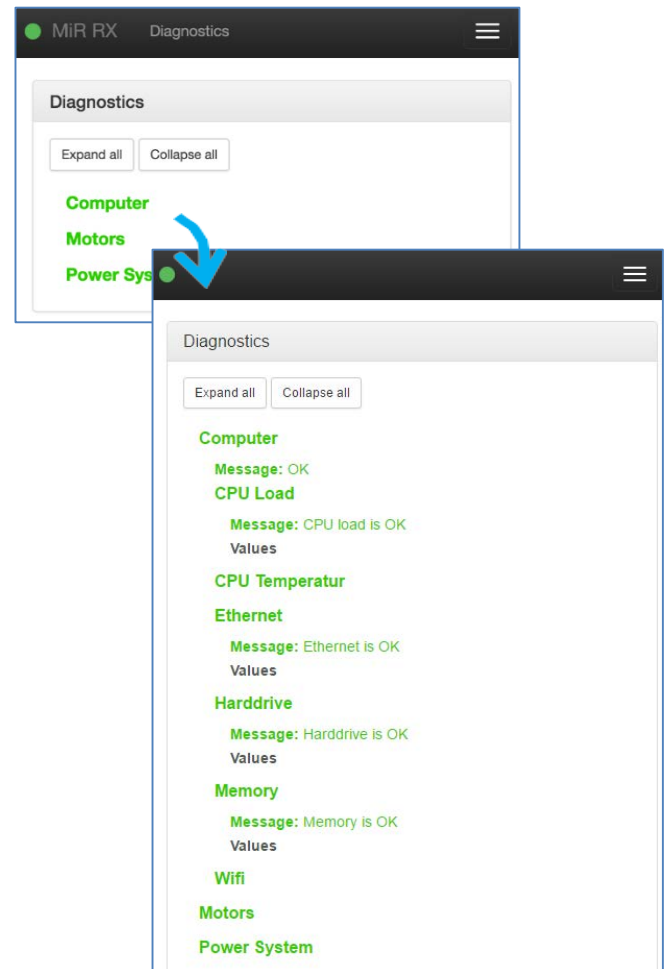 MiR RX Diagnostics
Diagnostics
Expand all Collapse all
Computer
Motors
Power Sys
Diagnostics
Expand all Collapse all
Computer
Message: OK
CPU Load
Message: CPU load is OK
Values
CPU Temperatur
Ethernet
Message: Ethernet is OK
Values
Harddrive
Message: Harddrive is OK
Values
Memory
Message: Memory is OK
Values
Wifi
Motors
Power System